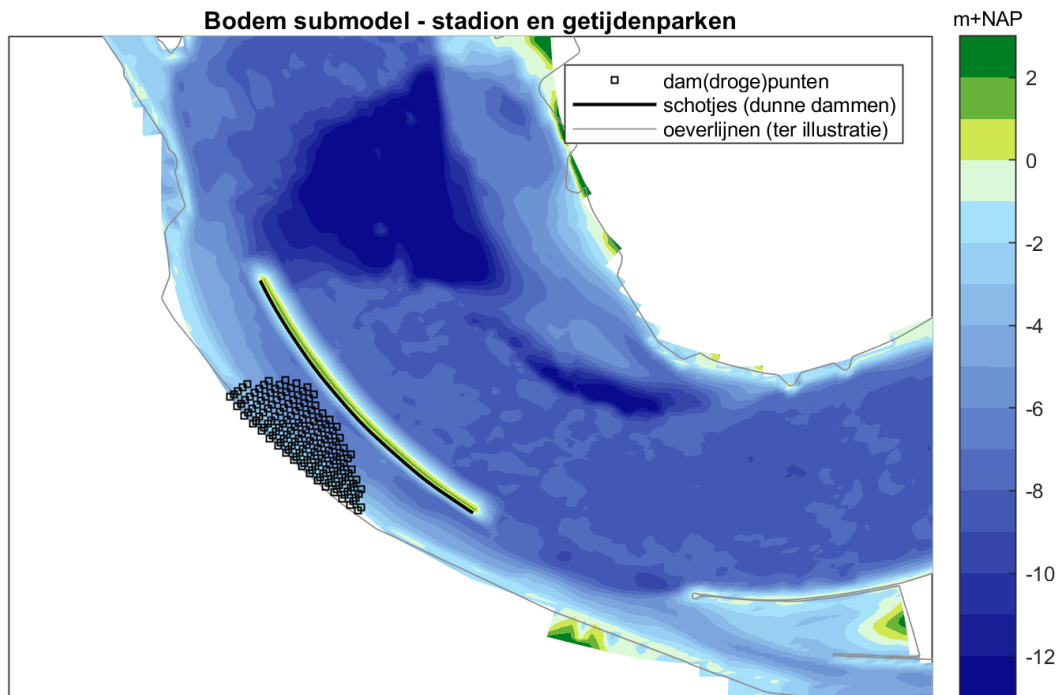 Bodem submodel - stadion en getijdenparken
m+NAP
dam(droge)punten
schotjes (dunne dammen)
oeverlijnen (ter illustratie)
2
0
-2
-4
-6
-8
-10
-12